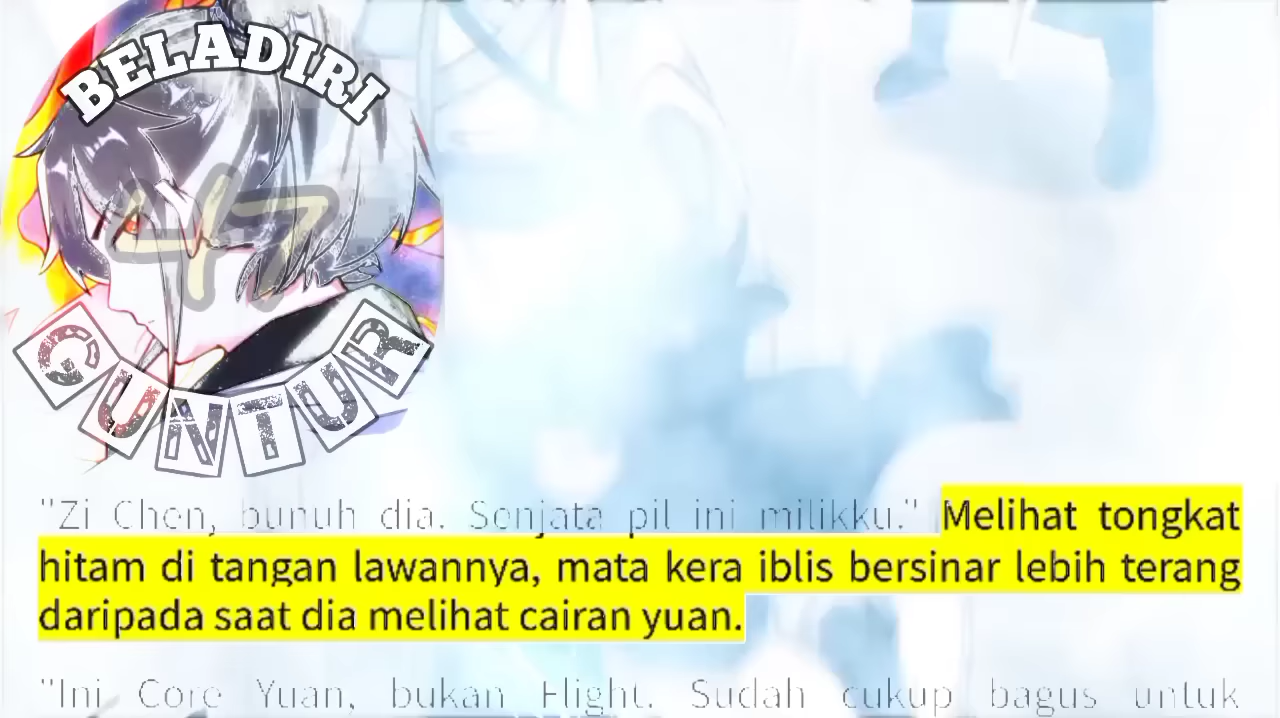 BELADIRI
47
GUNTUR
"Zi Chen, bunuh dia. Senjata pil ini milikku." Melihat tongkat
hitam di tangan lawannya, mata kera iblis bersinar lebih terang
daripada saat dia melihat cairan yuan.
"Ini Core Yuan, bukan Flight. Sudah cukup bagus untuk